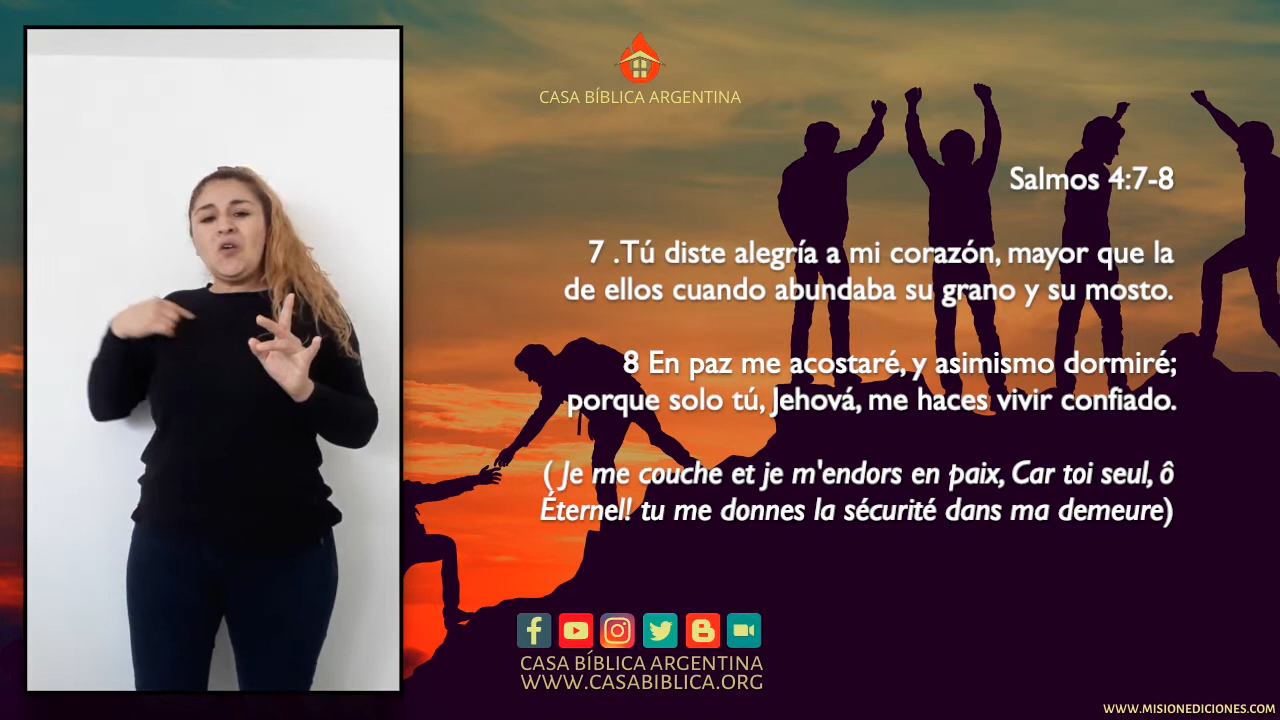 CASA BÍBLICA ARGENTINA
Salmos 4:7-8
7 .Tú diste alegría a mi corazón, mayor que la
de ellos cuando abundaba su grano y su mosto.
8 En paz me acostaré, y asimismo dormiré;
porque solo tú, Jehová, me haces vivir confiado.
( Je me couche et je m'endors en paix, Car toi seul, ô
Éternel! tu me donnes la sécurité dans ma demeure)
CASA BÍBLICA ARGENTINA
WWW.CASABIBLICA.ORG
WWW.MISIONEDICIONES.COM